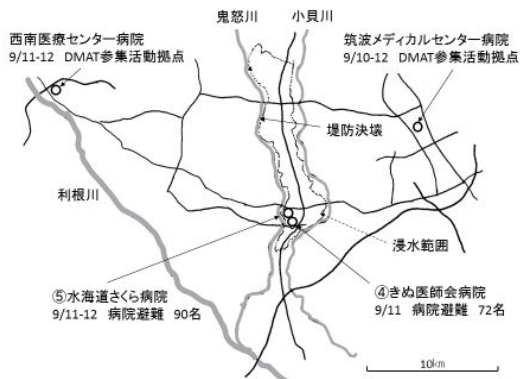 鬼怒川
小貝川
西南医療センター病院
9/11-12 DMAT参集活動拠点
筑波メディカルセンター病院
9/10-12 DMAT参集活動拠点
堤防決壊
利根川
浸水範囲
⑤水海道さくら病院
9/11-12 病院避難 90名
④きぬ医師会病院
9/11 病院避難 72名
10㎞